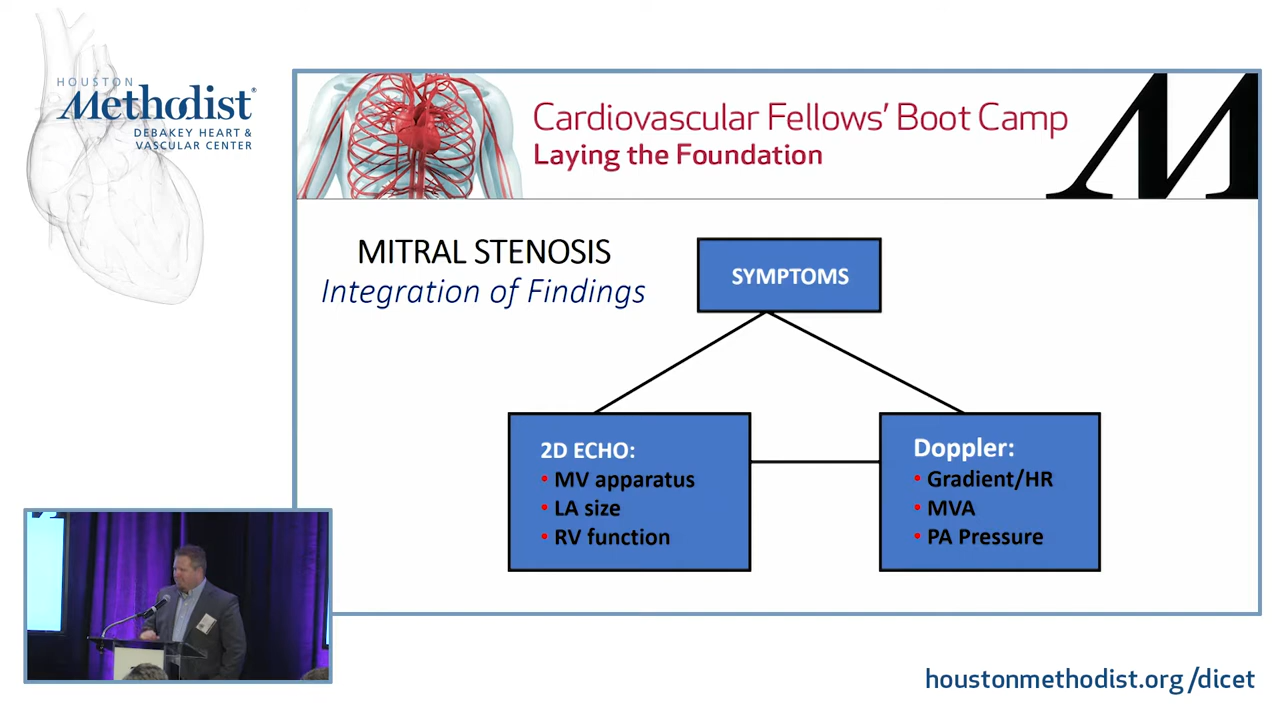 HOUSTON
Methodist®
DEBAKEY HEART &
VASCULAR CENTER
Cardiovascular Fellows' Boot Camp
Laying the Foundation
MITRAL STENOSIS
Integration of Findings
SYMPTOMS
2D ECHO:
• MV apparatus
• LA size
• RV function
Doppler:
• Gradient/HR
• MVA
• PA Pressure
houstonmethodist.org/dicet